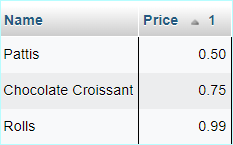 Name Price 1
Pattis 0.50
Chocolate Croissant 0.75
Rolls 0.99